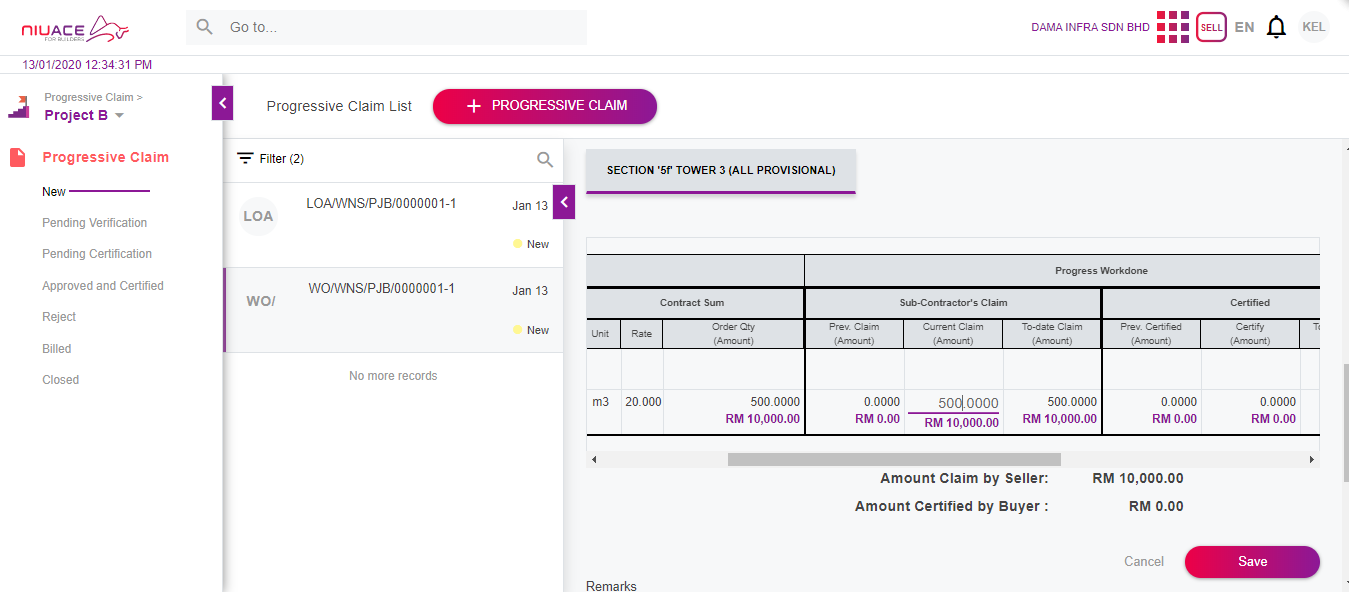 NIUACE
FOR BUILDERS
Go to...
DAMA INFRA SDN BHD
SELL
EN
KEL
13/01/2020 12:34:31 PM
Progressive Claim >
Project B
Progressive Claim
New
Pending Verification
Pending Certification
Approved and Certified
Reject
Billed
Closed
Progressive Claim List
+ PROGRESSIVE CLAIM
Filter (2)
LOA
LOA/WNS/PJB/0000001-1
Jan 13
New
WO/
WO/WNS/PJB/0000001-1
Jan 13
New
No more records
SECTION '5f' TOWER 3 (ALL PROVISIONAL)
Progress Workdone
Contract Sum Sub-Contractor's Claim Certified
Unit Rate Order Qty (Amount) Prev. Claim (Amount) Current Claim (Amount) To-date Claim (Amount) Prev. Certified (Amount) Certify (Amount)
m3 20.000 500.0000 0.0000 500.0000 500.0000 0.0000 0.0000
RM 10,000.00 RM 0.00 RM 10,000.00 RM 10,000.00 RM 0.00 RM 0.00
Amount Claim by Seller: RM 10,000.00
Amount Certified by Buyer : RM 0.00
Cancel Save
Remarks